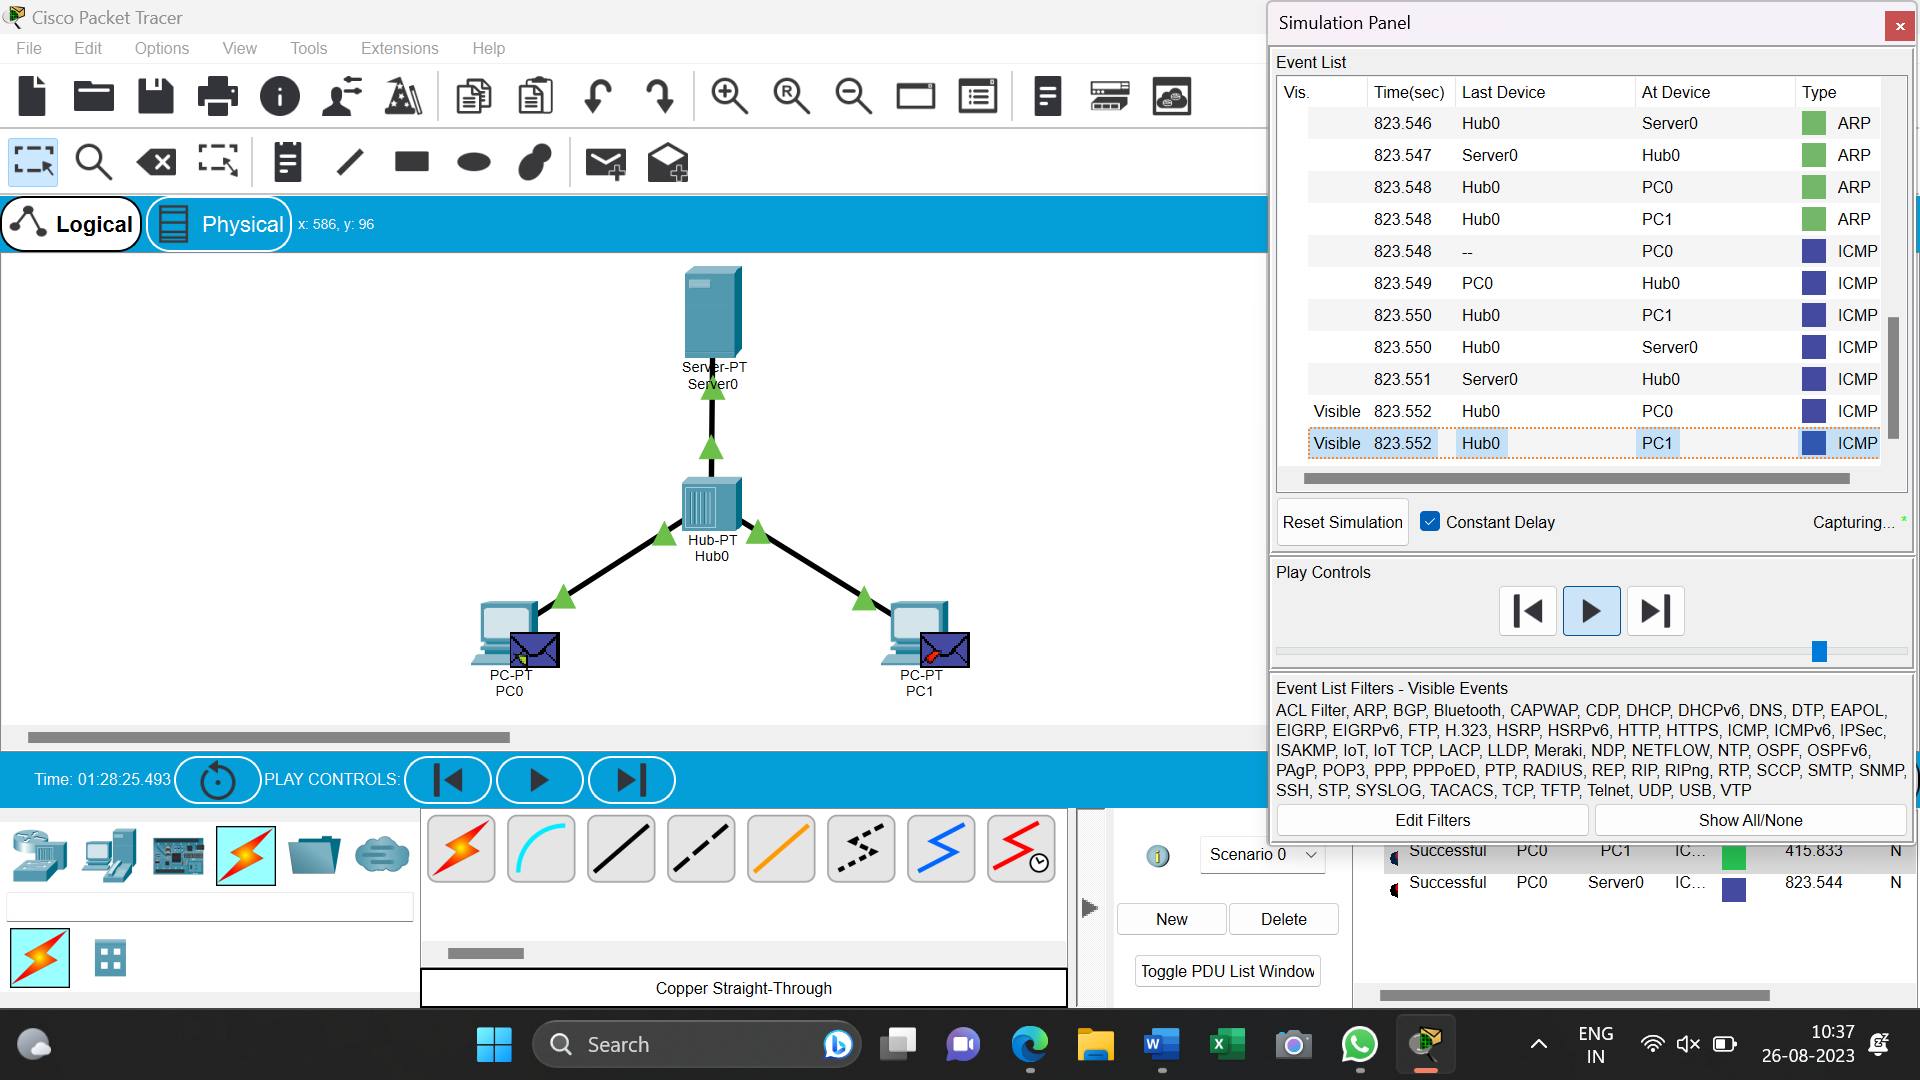 Cisco Packet Tracer
File Edit Options View Tools Extensions Help
Logical Physical x: 586, y: 96
Server-PT
Server0
Hub-PT
Hub0
PC-PT
PC0
PC-PT
PC1
Time: 01:28:25.493 PLAY CONTROLS:
Copper Straight-Through
Scenario 0
New Delete
Toggle PDU List Window
Simulation Panel
Event List
Vis. Time(sec) Last Device At Device Type
823.546 Hub0 Server0 ARP
823.547 Server0 Hub0 ARP
823.548 Hub0 PC0 ARP
823.548 Hub0 PC1 ARP
823.548 -- PC0 ICMP
823.549 PC0 Hub0 ICMP
823.550 Hub0 PC1 ICMP
823.550 Hub0 Server0 ICMP
823.551 Server0 Hub0 ICMP
Visible 823.552 Hub0 PC0 ICMP
Visible 823.552 Hub0 PC1 ICMP
Reset Simulation Constant Delay Capturing... *
Play Controls
Event List Filters - Visible Events
ACL Filter, ARP, BGP, Bluetooth, CAPWAP, CDP, DHCP, DHCPv6, DNS, DTP, EAPOL,
EIGRP, EIGRPv6, FTP, H.323, HSRP, HSRPv6, HTTP, HTTPS, ICMP, ICMPv6, IPSec,
ISAKMP, IoT, IoT TCP, LACP, LLDP, Meraki, NDP, NETFLOW, NTP, OSPF, OSPFv6,
PAgP, POP3, PPP, PPPoED, PTP, RADIUS, REP, RIP, RIPng, RTP, SCCP, SMTP, SNMP,
SSH, STP, SYSLOG, TACACS, TCP, TFTP, Telnet, UDP, USB, VTP
Edit Filters Show All/None
Successful PC0 PC1 IC... 415.833 N
Successful PC0 Server0 IC... 823.544 N
Search
ENG
IN
10:37
26-08-2023